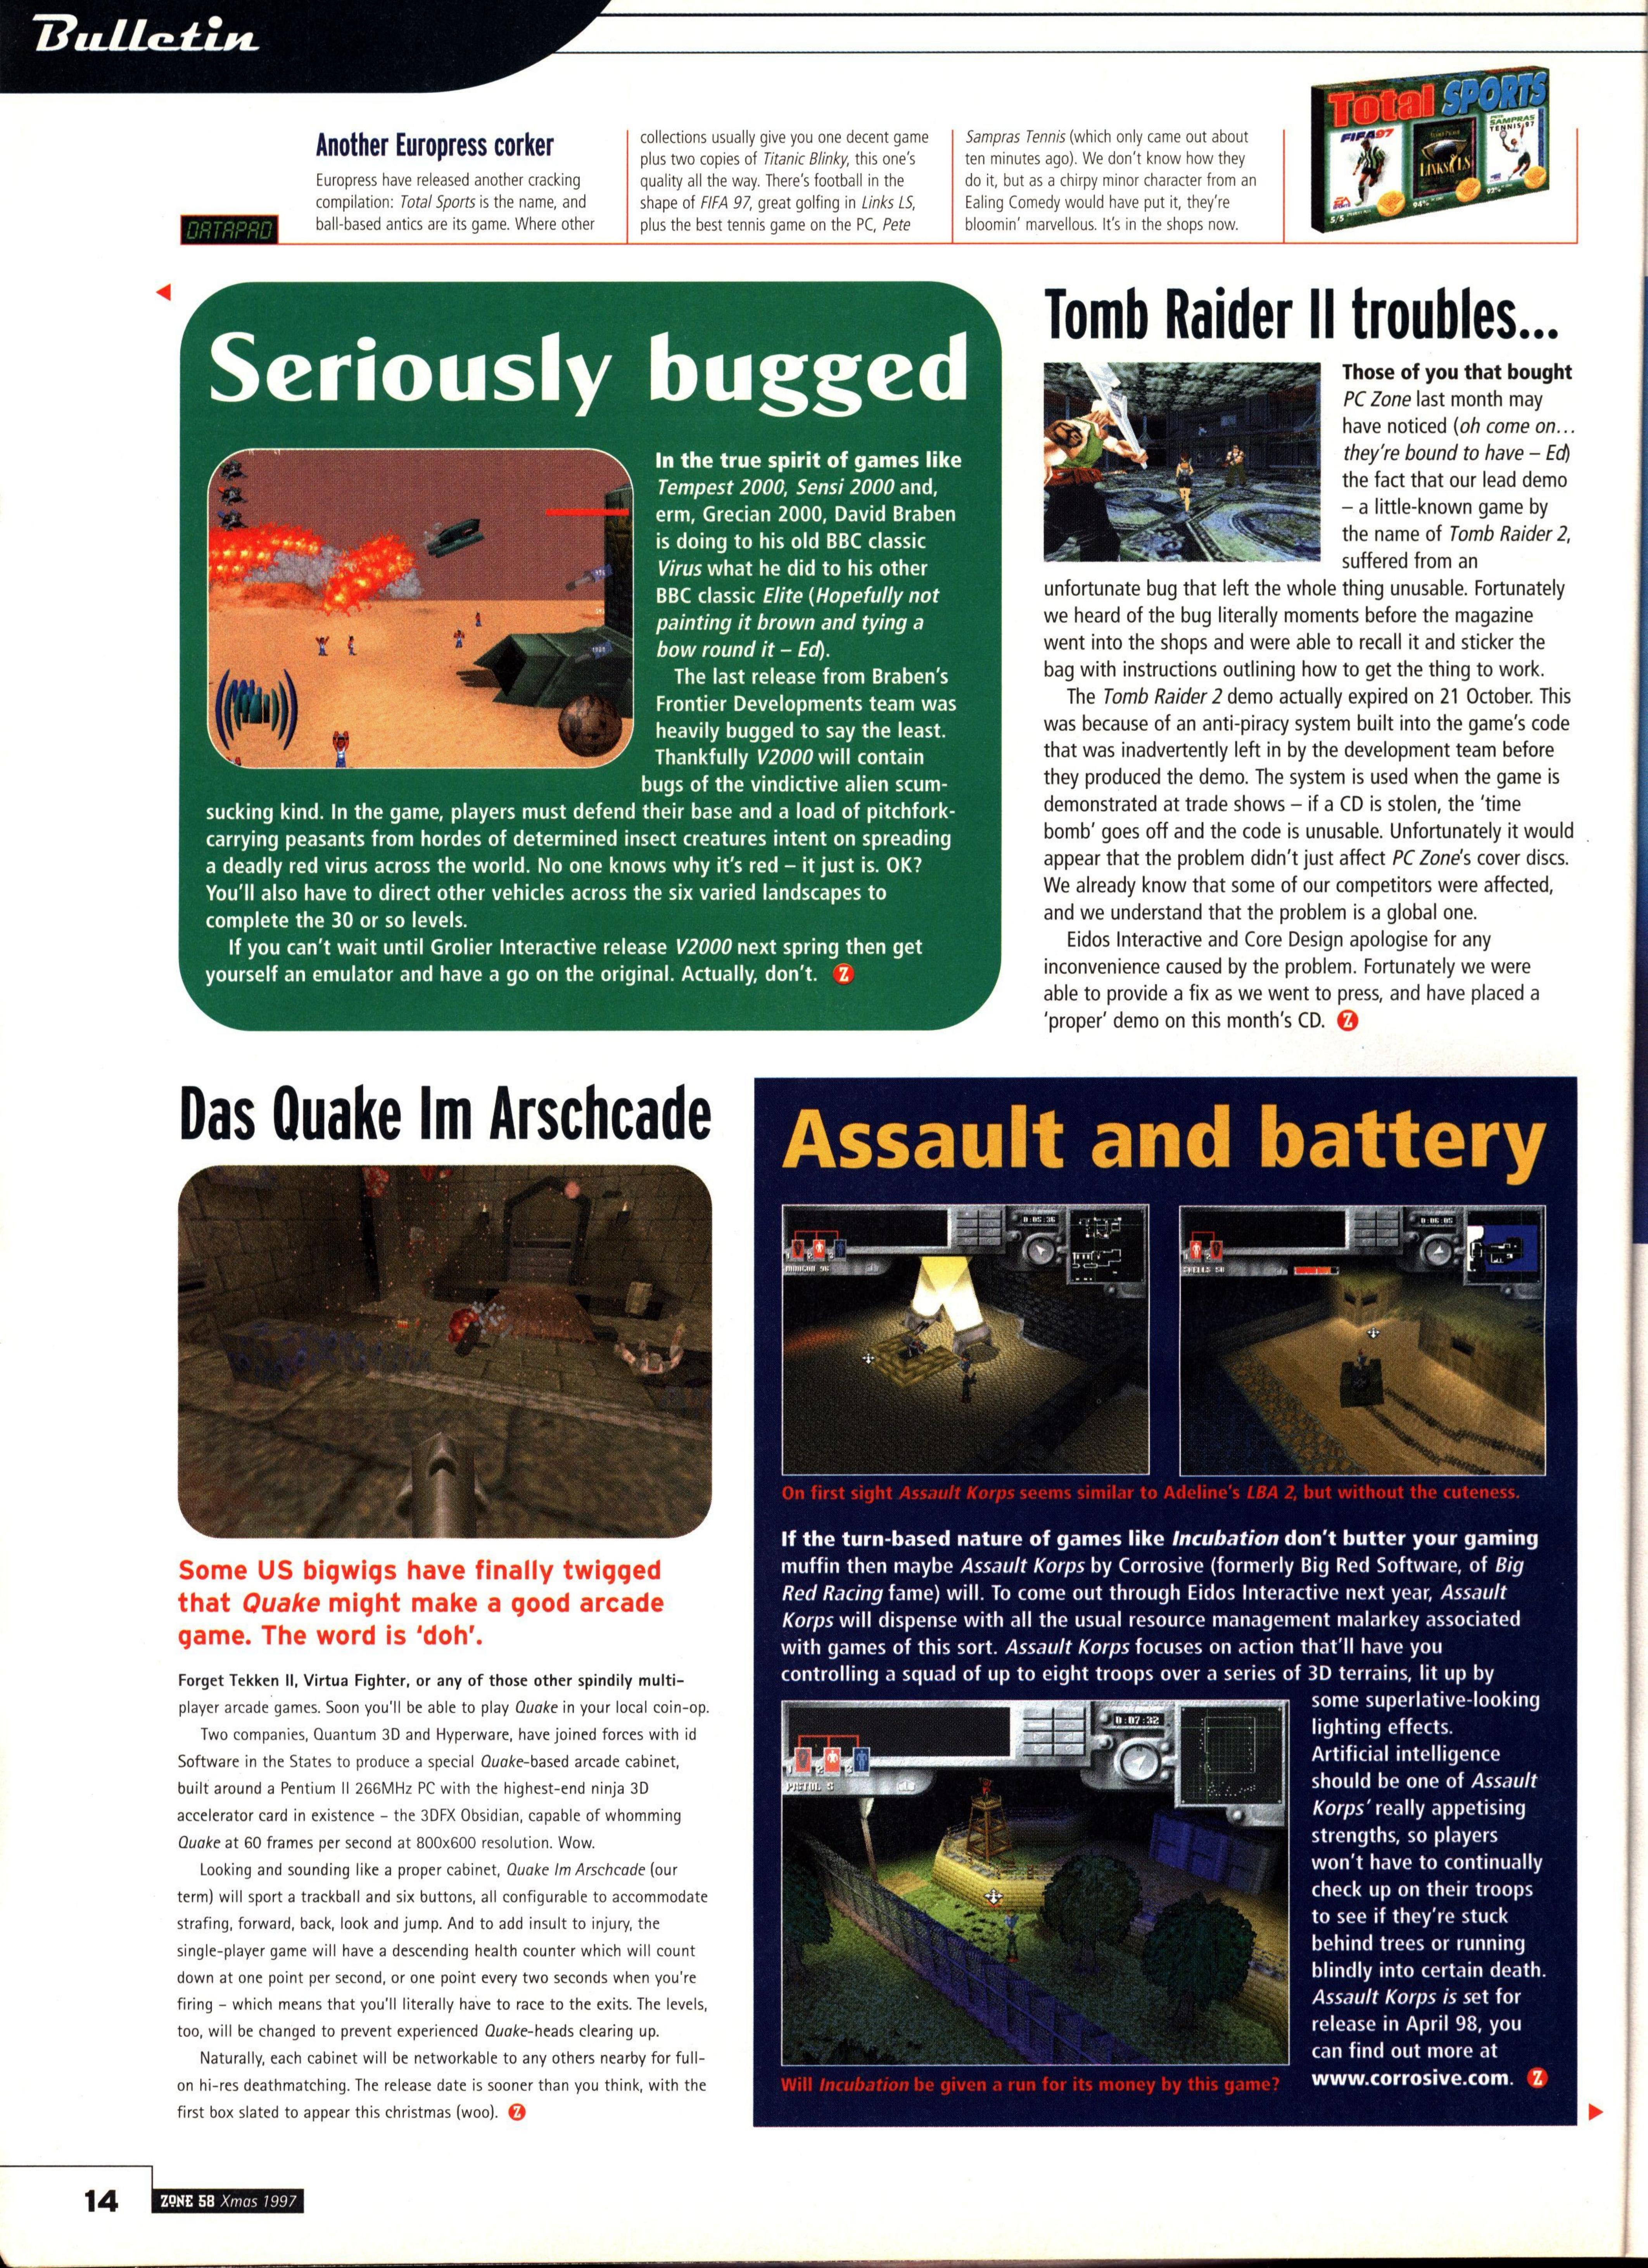 Bulletin
DATAPAD
Another Europress corker
Europress have released another cracking
compilation: Total Sports is the name, and
ball-based antics are its game. Where other
collections usually give you one decent game
plus two copies of Titanic Blinky, this one's
quality all the way. There's football in the
shape of FIFA 97, great golfing in Links LS,
plus the best tennis game on the PC, Pete
Sampras Tennis (which only came out about
ten minutes ago). We don't know how they
do it, but as a chirpy minor character from an
Ealing Comedy would have put it, they're
bloomin' marvellous. It's in the shops now.
Total SPORTS
FIFA 97
LINKS LS
SAMPRAS
TENNIS 97
5/5
94%
92%
Seriously bugged
In the true spirit of games like
Tempest 2000, Sensi 2000 and,
erm, Grecian 2000, David Braben
is doing to his old BBC classic
Virus what he did to his other
BBC classic Elite (Hopefully not
painting it brown and tying a
bow round it – Ed).
The last release from Braben's
Frontier Developments team was
heavily bugged to say the least.
Thankfully V2000 will contain
bugs of the vindictive alien scum-
sucking kind. In the game, players must defend their base and a load of pitchfork-
carrying peasants from hordes of determined insect creatures intent on spreading
a deadly red virus across the world. No one knows why it's red – it just is. OK?
You'll also have to direct other vehicles across the six varied landscapes to
complete the 30 or so levels.
If you can't wait until Grolier Interactive release V2000 next spring then get
yourself an emulator and have a go on the original. Actually, don't. Z
Tomb Raider II troubles...
Those of you that bought
PC Zone last month may
have noticed (oh come on...
they're bound to have – Ed)
the fact that our lead demo
– a little-known game by
the name of Tomb Raider 2,
suffered from an
unfortunate bug that left the whole thing unusable. Fortunately
we heard of the bug literally moments before the magazine
went into the shops and were able to recall it and sticker the
bag with instructions outlining how to get the thing to work.
The Tomb Raider 2 demo actually expired on 21 October. This
was because of an anti-piracy system built into the game's code
that was inadvertently left in by the development team before
they produced the demo. The system is used when the game is
demonstrated at trade shows – if a CD is stolen, the 'time
bomb' goes off and the code is unusable. Unfortunately it would
appear that the problem didn't just affect PC Zone's cover discs.
We already know that some of our competitors were affected,
and we understand that the problem is a global one.
Eidos Interactive and Core Design apologise for any
inconvenience caused by the problem. Fortunately we were
able to provide a fix as we went to press, and have placed a
'proper' demo on this month's CD. Z
Das Quake Im Arschcade
Some US bigwigs have finally twigged
that Quake might make a good arcade
game. The word is 'doh'.
Forget Tekken II, Virtua Fighter, or any of those other spindily multi-
player arcade games. Soon you'll be able to play Quake in your local coin-op.
Two companies, Quantum 3D and Hyperware, have joined forces with id
Software in the States to produce a special Quake-based arcade cabinet,
built around a Pentium II 266MHz PC with the highest-end ninja 3D
accelerator card in existence – the 3DFX Obsidian, capable of whomming
Quake at 60 frames per second at 800x600 resolution. Wow.
Looking and sounding like a proper cabinet, Quake Im Arschcade (our
term) will sport a trackball and six buttons, all configurable to accommodate
strafing, forward, back, look and jump. And to add insult to injury, the
single-player game will have a descending health counter which will count
down at one point per second, or one point every two seconds when you're
firing – which means that you'll literally have to race to the exits. The levels,
too, will be changed to prevent experienced Quake-heads clearing up.
Naturally, each cabinet will be networkable to any others nearby for full-
on hi-res deathmatching. The release date is sooner than you think, with the
first box slated to appear this christmas (woo). Z
Assault and battery
0:05:36
MINIGUN 96
0:06:05
SHELLS 50
On first sight Assault Korps seems similar to Adeline's LBA 2, but without the cuteness.
If the turn-based nature of games like Incubation don't butter your gaming
muffin then maybe Assault Korps by Corrosive (formerly Big Red Software, of Big
Red Racing fame) will. To come out through Eidos Interactive next year, Assault
Korps will dispense with all the usual resource management malarkey associated
with games of this sort. Assault Korps focuses on action that'll have you
controlling a squad of up to eight troops over a series of 3D terrains, lit up by
some superlative-looking
lighting effects.
Artificial intelligence
should be one of Assault
Korps' really appetising
strengths, so players
won't have to continually
check up on their troops
to see if they're stuck
behind trees or running
blindly into certain death.
Assault Korps is set for
release in April 98, you
can find out more at
www.corrosive.com. Z
0:07:32
PISTOL S
Will Incubation be given a run for its money by this game?
14
ZONE 58 Xmas 1997